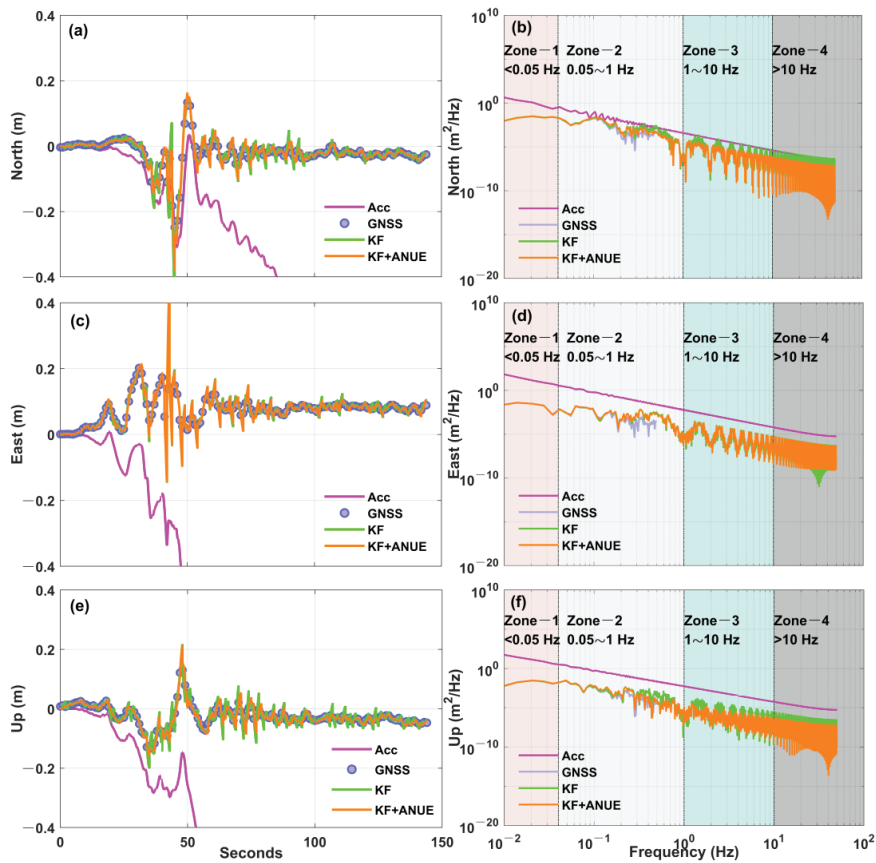 (a)
0.4
0.2
0
−0.2
−0.4
North (m)
Acc
GNSS
KF
KF+ANUE
(b)
10^10
10^0
10^−10
10^−20
North (m²/Hz)
Zone−1 Zone−2 Zone−3 Zone−4
<0.05 Hz 0.05~1 Hz 1~10 Hz >10 Hz
Acc
GNSS
KF
KF+ANUE
(c)
0.4
0.2
0
−0.2
−0.4
East (m)
Acc
GNSS
KF
KF+ANUE
(d)
10^10
10^0
10^−10
10^−20
East (m²/Hz)
Zone−1 Zone−2 Zone−3 Zone−4
<0.05 Hz 0.05~1 Hz 1~10 Hz >10 Hz
Acc
GNSS
KF
KF+ANUE
(e)
0.4
0.2
0
−0.2
−0.4
Up (m)
Acc
GNSS
KF
KF+ANUE
0 50 100 150
Seconds
(f)
10^10
10^0
10^−10
10^−20
Up (m²/Hz)
Zone−1 Zone−2 Zone−3 Zone−4
<0.05 Hz 0.05~1 Hz 1~10 Hz >10 Hz
Acc
GNSS
KF
KF+ANUE
10^−2 10^−1 10^0 10^1 10^2
Frequency (Hz)